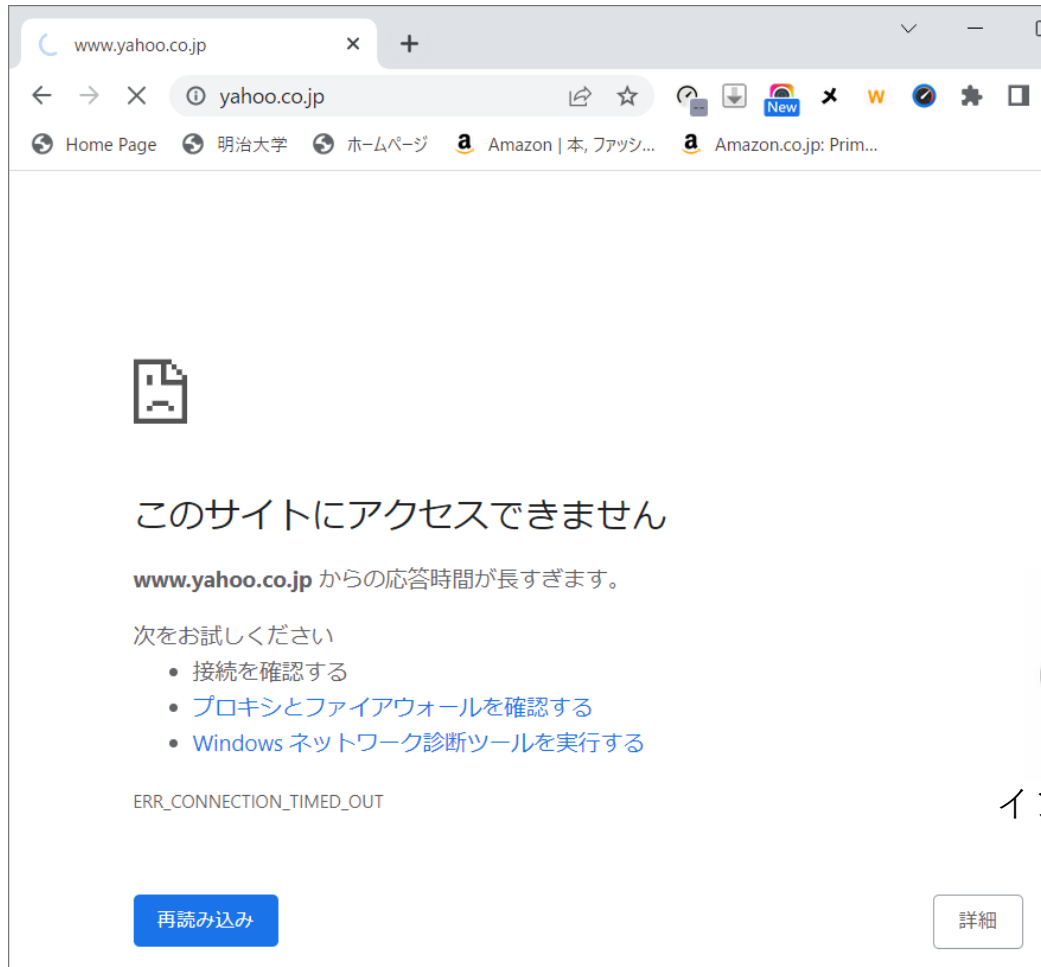 www.yahoo.co.jp
yahoo.co.jp
New
W
Home Page 明治大学 ホームページ a Amazon | 本, ファッシ... a Amazon.co.jp: Prim...
このサイトにアクセスできません
www.yahoo.co.jp からの応答時間が長すぎます。
次をお試しください
接続を確認する
プロキシとファイアウォールを確認する
Windows ネットワーク診断ツールを実行する
ERR_CONNECTION_TIMED_OUT
イ
再読み込み 詳細